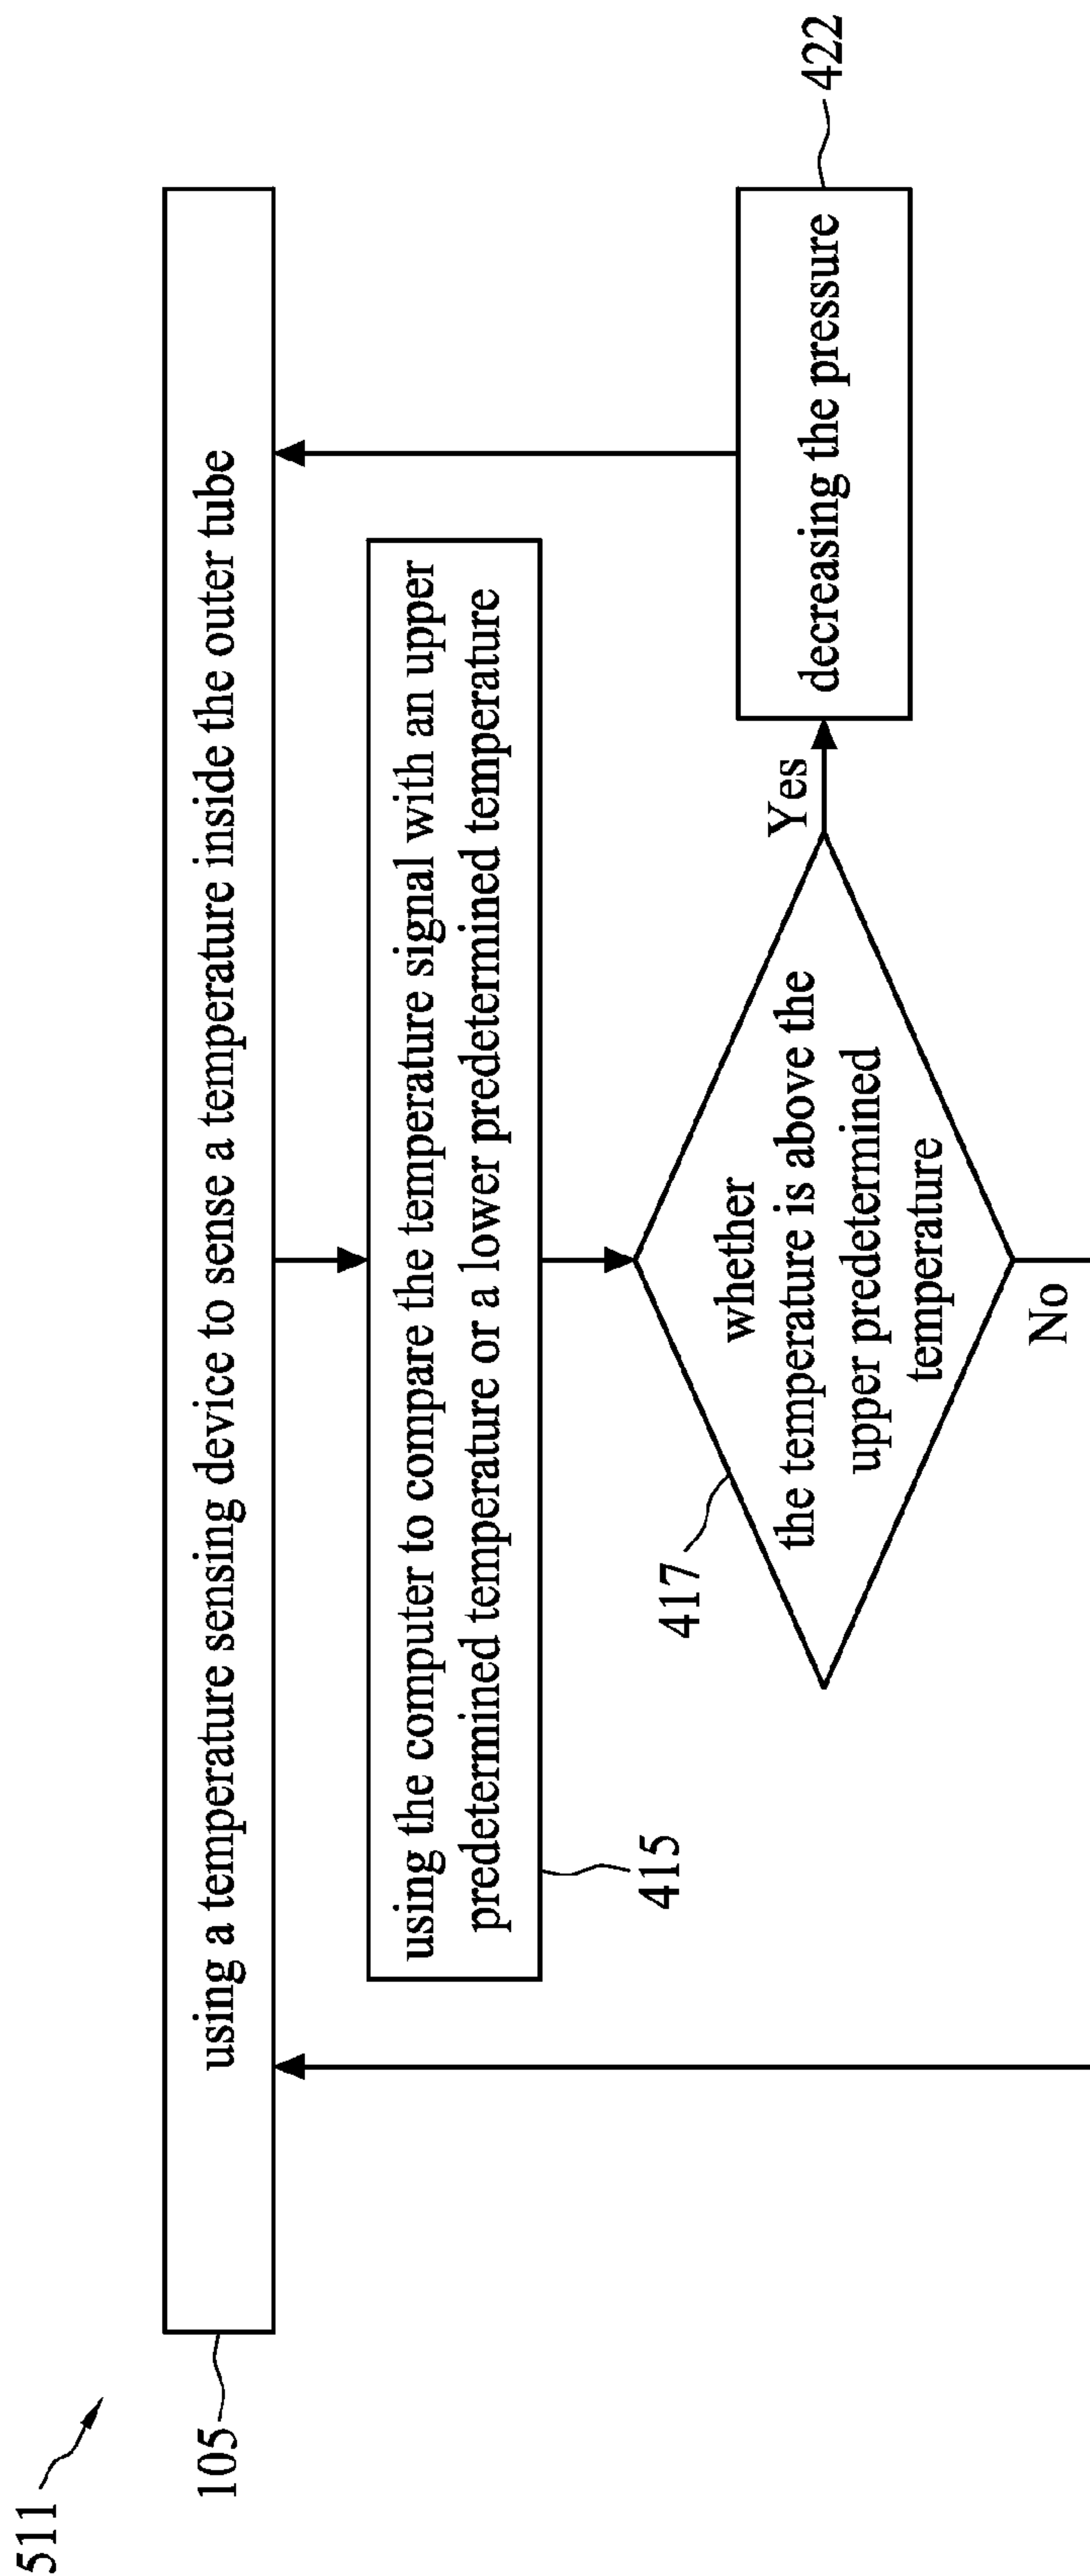 511
105
using a temperature sensing device to sense a temperature inside the outer tube
using the computer to compare the temperature signal with an upper
predetermined temperature or a lower predetermined temperature
415
417
whether
the temperature is above the
upper predetermined
temperature
Yes
decreasing the pressure
422
No